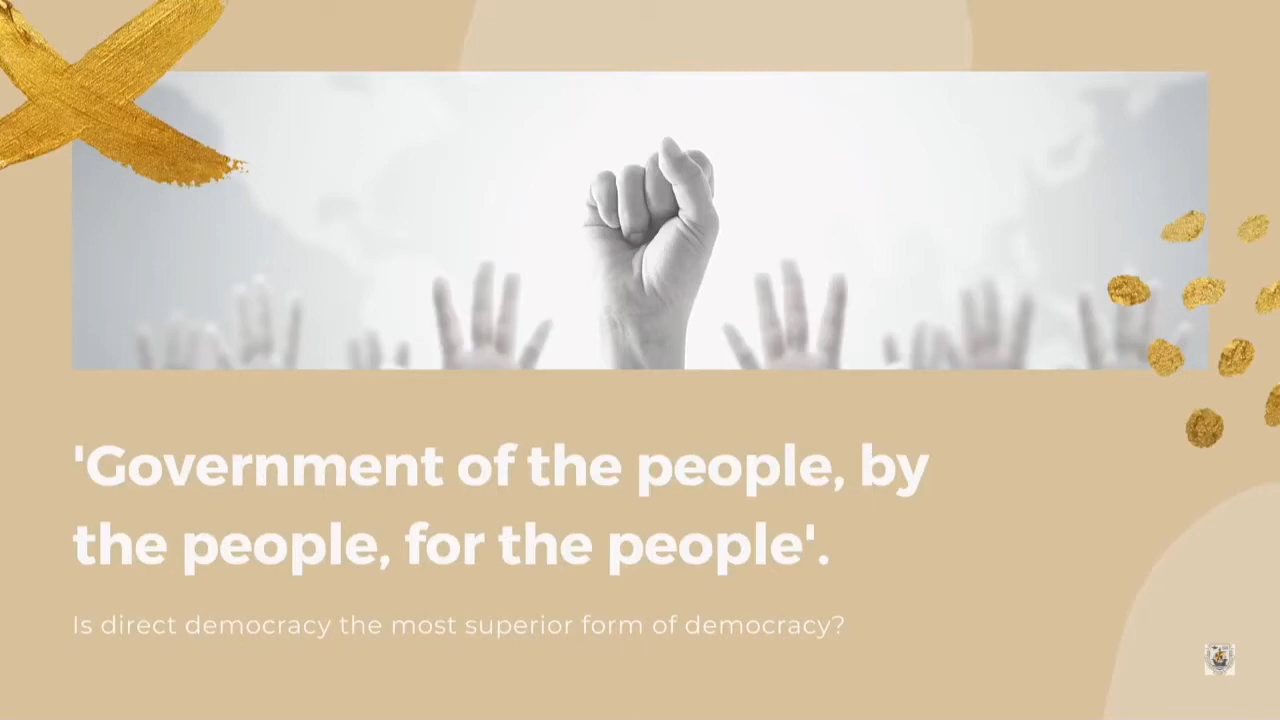 'Government of the people, by
the people, for the people'.
Is direct democracy the most superior form of democracy?